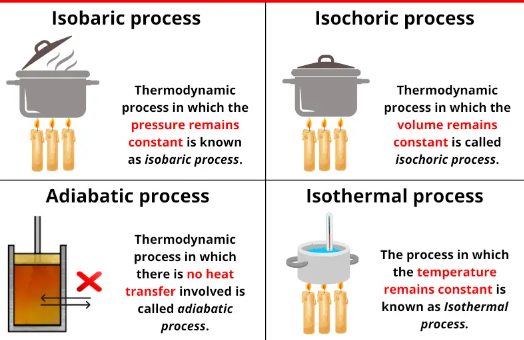 Isobaric process
Thermodynamic
process in which the
pressure remains
constant is known
as isobaric process.
Isochoric process
Thermodynamic
process in which the
volume remains
constant is called
isochoric process.
Adiabatic process
Thermodynamic
process in which
there is no heat
transfer involved is
called adiabatic
process.
Isothermal process
The process in which
the temperature
remains constant is
known as Isothermal
process.